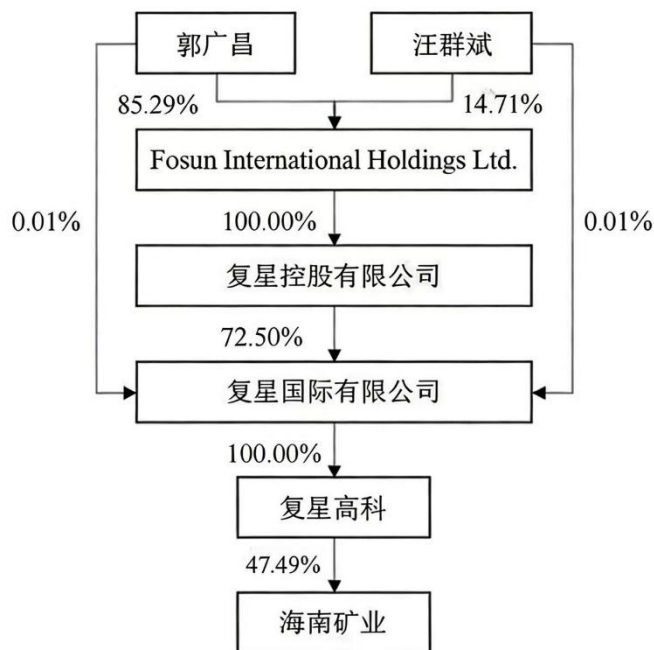 郭广昌 汪群斌
85.29% 14.71%
Fosun International Holdings Ltd.
0.01% 100.00% 0.01%
复星控股有限公司
72.50%
复星国际有限公司
100.00%
复星高科
47.49%
海南矿业